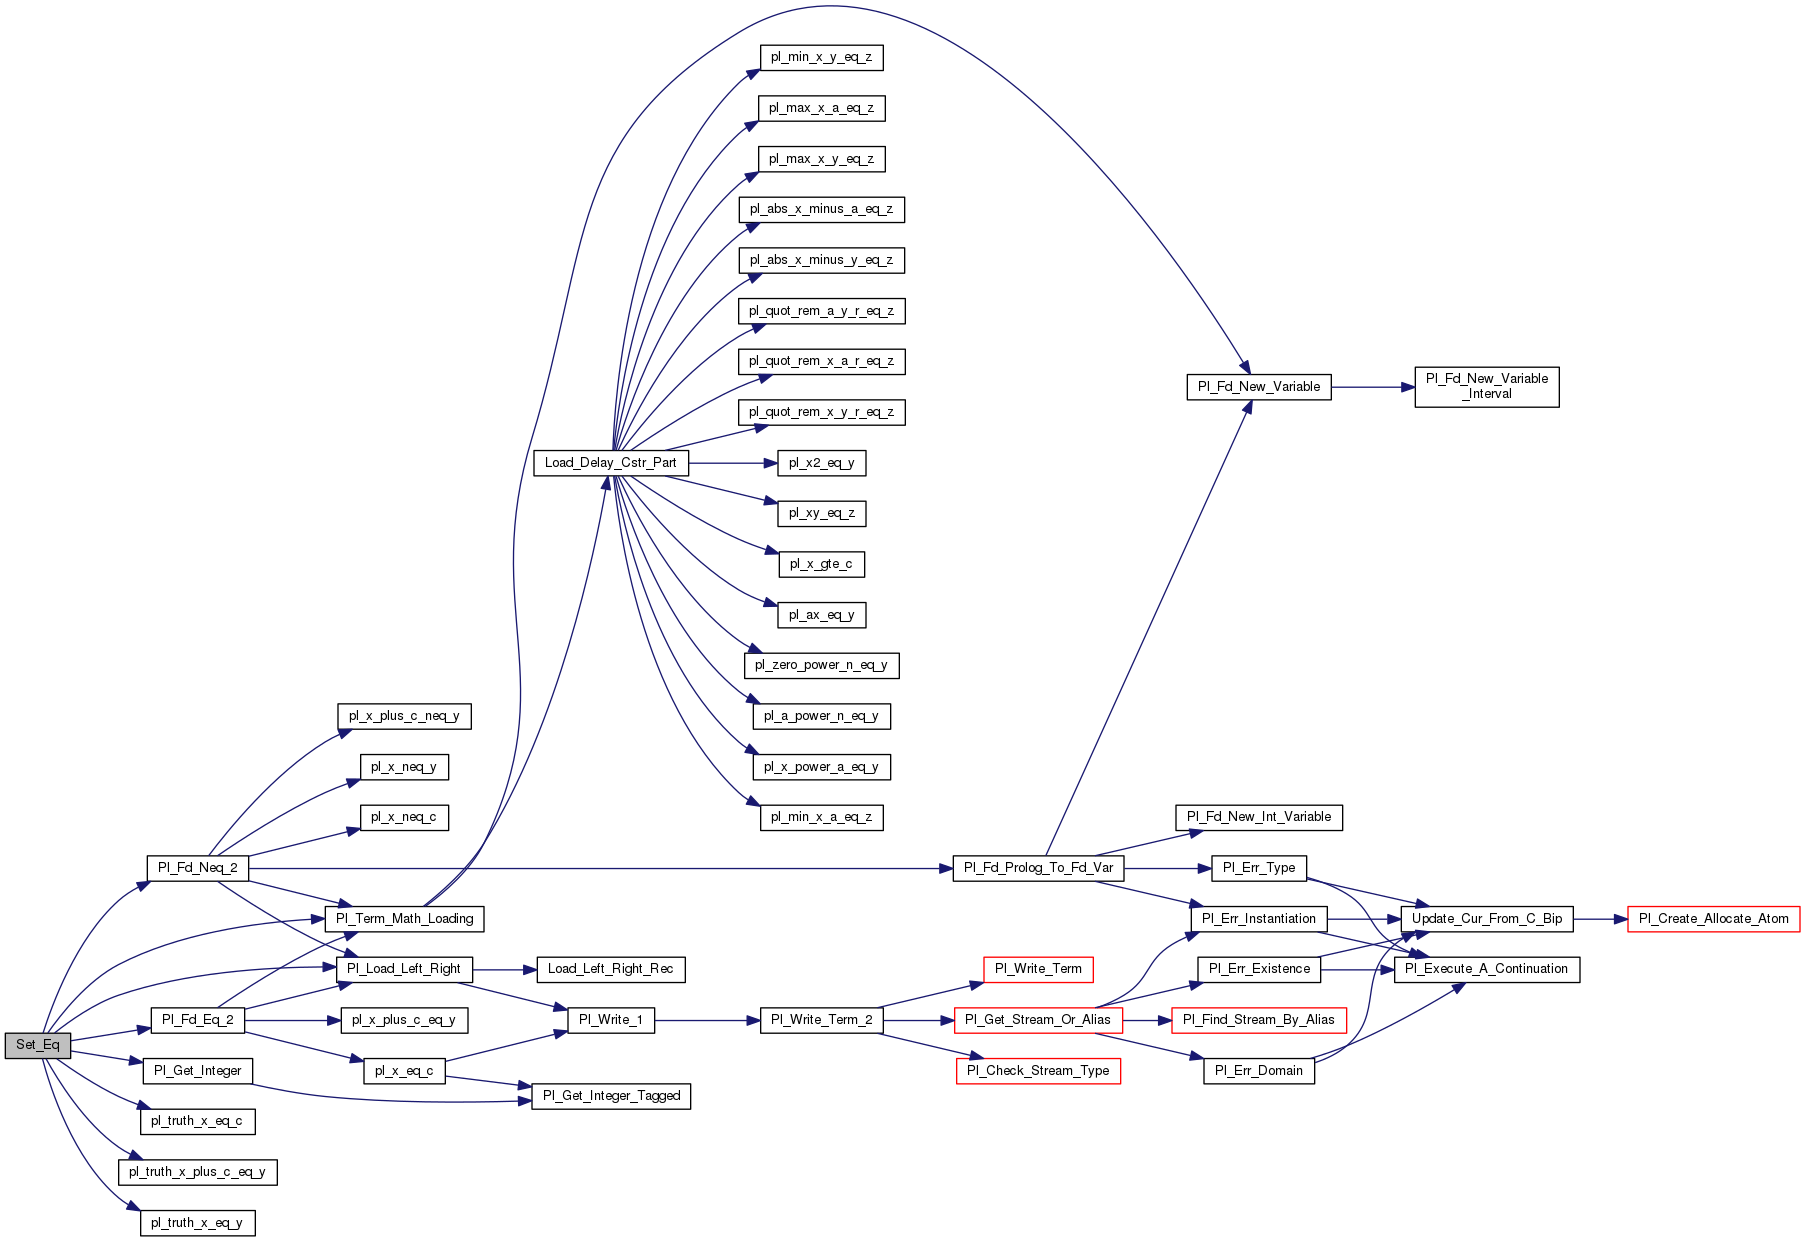 pl_min_x_y_eq_z
pl_max_x_a_eq_z
pl_max_x_y_eq_z
pl_abs_x_minus_a_eq_z
pl_abs_x_minus_y_eq_z
pl_quot_rem_a_y_r_eq_z
pl_quot_rem_x_a_r_eq_z
Pl_Fd_New_Variable
Pl_Fd_New_Variable
_Interval
pl_quot_rem_x_y_r_eq_z
Load_Delay_Cstr_Part
pl_x2_eq_y
pl_xy_eq_z
pl_x_gte_c
pl_ax_eq_y
pl_zero_power_n_eq_y
pl_x_plus_c_neq_y
pl_a_power_n_eq_y
pl_x_neq_y
pl_x_power_a_eq_y
pl_x_neq_c
pl_min_x_a_eq_z
Pl_Fd_New_Int_Variable
Pl_Fd_Neq_2
Pl_Fd_Prolog_To_Fd_Var
Pl_Err_Type
Pl_Term_Math_Loading
Pl_Err_Instantiation
Update_Cur_From_C_Bip
Pl_Create_Allocate_Atom
Pl_Load_Left_Right
Load_Left_Right_Rec
Pl_Write_Term
Pl_Err_Existence
Pl_Execute_A_Continuation
Pl_Fd_Eq_2
pl_x_plus_c_eq_y
Pl_Write_1
Pl_Write_Term_2
Pl_Get_Stream_Or_Alias
Pl_Find_Stream_By_Alias
Set_Eq
Pl_Get_Integer
pl_x_eq_c
Pl_Check_Stream_Type
Pl_Err_Domain
Pl_Get_Integer_Tagged
pl_truth_x_eq_c
pl_truth_x_plus_c_eq_y
pl_truth_x_eq_y